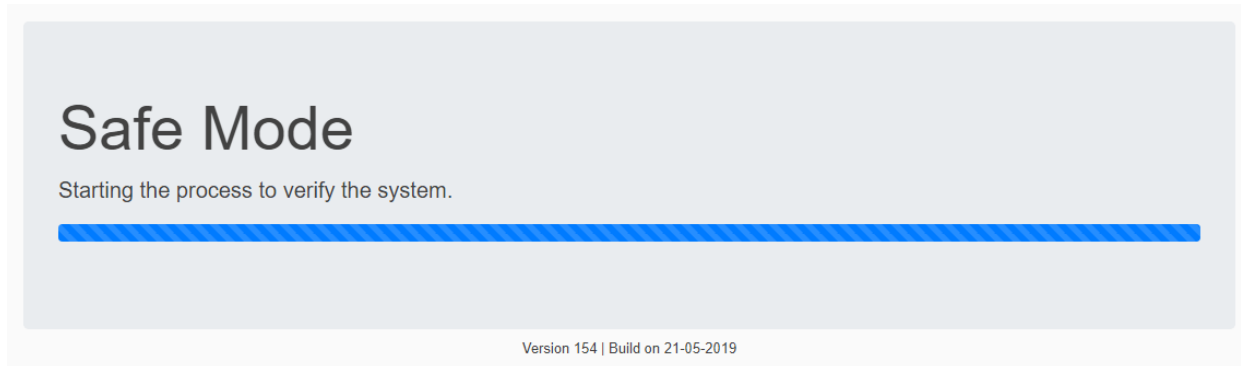 Safe Mode
Starting the process to verify the system.
Version 154 | Build on 21-05-2019